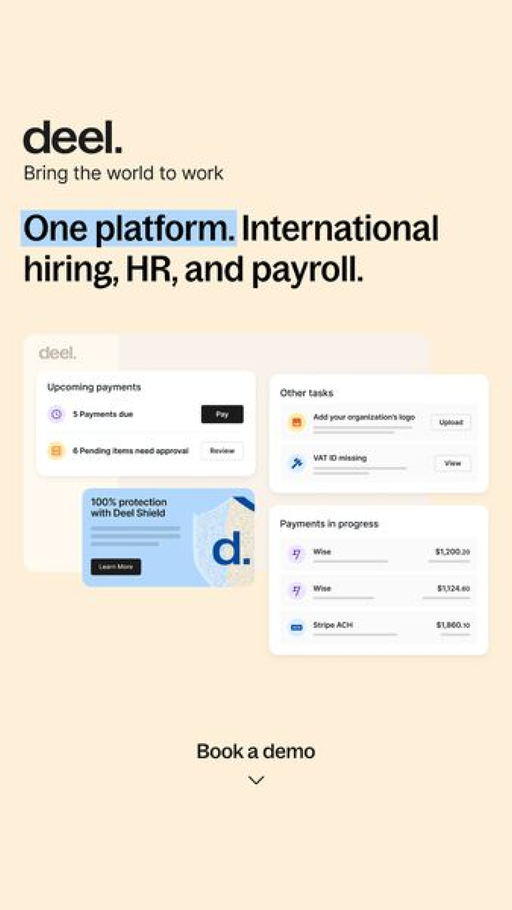 deel.
Bring the world to work
One platform. International
hiring, HR, and payroll.
deel.
Upcoming payments
5 Payments due
Pay
6 Pending items need approval
Review
100% protection
with Deel Shield
Learn More
d.
Other tasks
Add your organization's logo
Upload
VAT ID missing
View
Payments in progress
Wise
$1,200.20
Wise
$1,124.60
Stripe ACH
$1,860.10
Book a demo